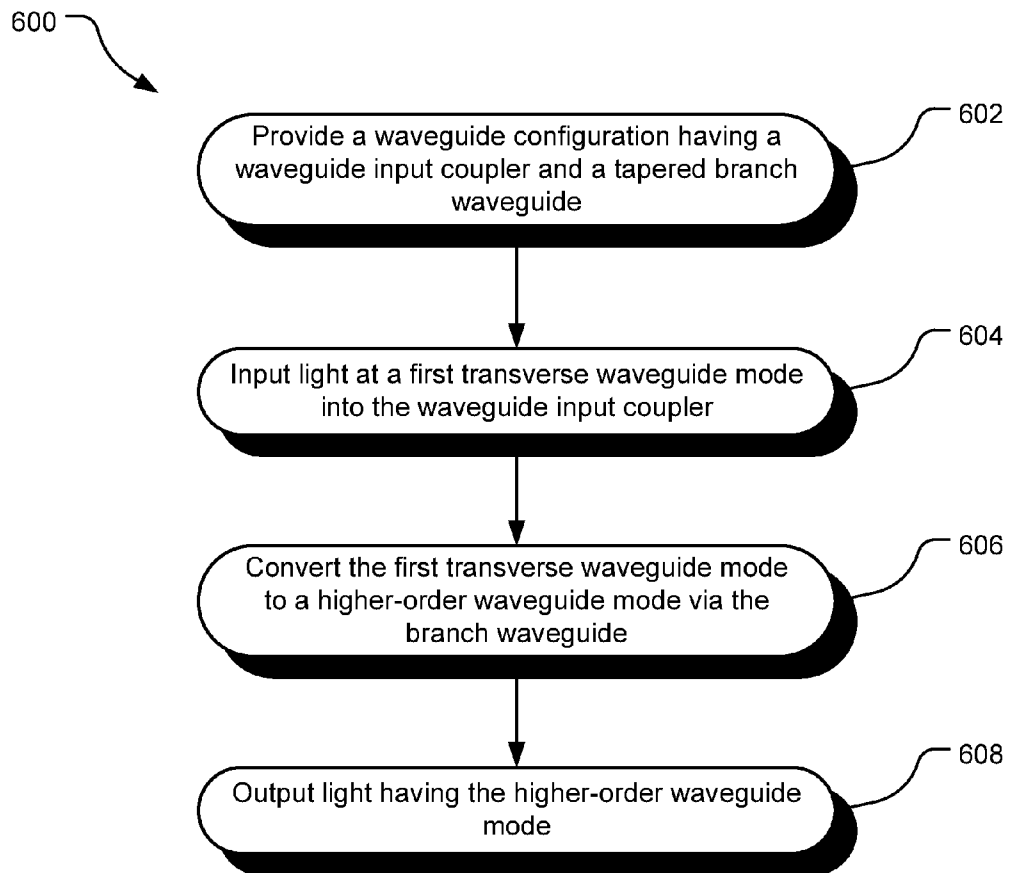 600
602
Provide a waveguide configuration having a
waveguide input coupler and a tapered branch
waveguide
604
Input light at a first transverse waveguide mode
into the waveguide input coupler
606
Convert the first transverse waveguide mode
to a higher-order waveguide mode via the
branch waveguide
608
Output light having the higher-order waveguide
mode